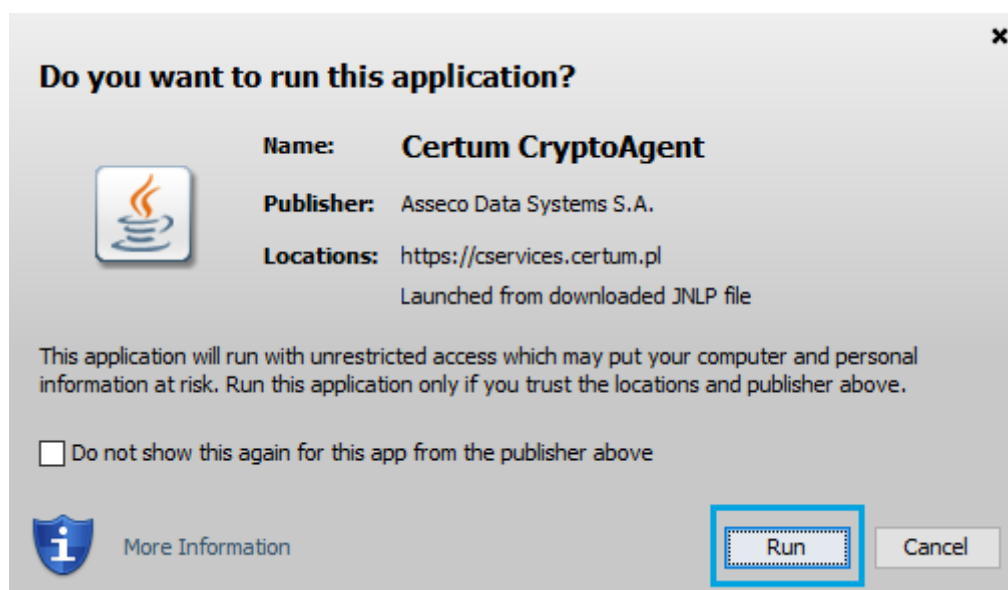 Do you want to run this application?
Name: Certum CryptoAgent
Publisher: Asseco Data Systems S.A.
Locations: https://cservices.certum.pl
Launched from downloaded JNLP file
This application will run with unrestricted access which may put your computer and personal
information at risk. Run this application only if you trust the locations and publisher above.
Do not show this again for this app from the publisher above
More Information
Run
Cancel